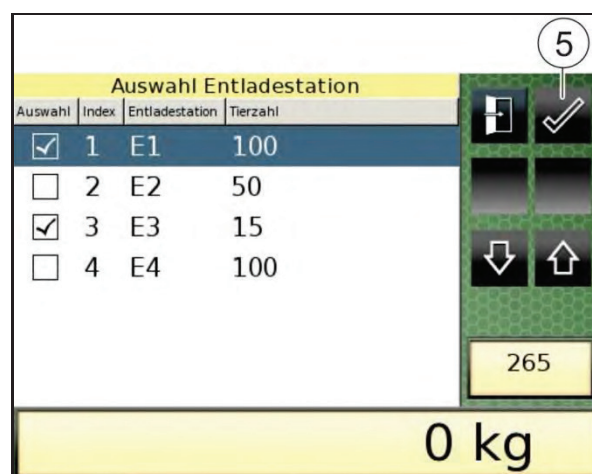 5
Auswahl Entladestation
Auswahl Index Entladestation Tierzahl
1 E1 100
2 E2 50
3 E3 15
4 E4 100
265
0 kg